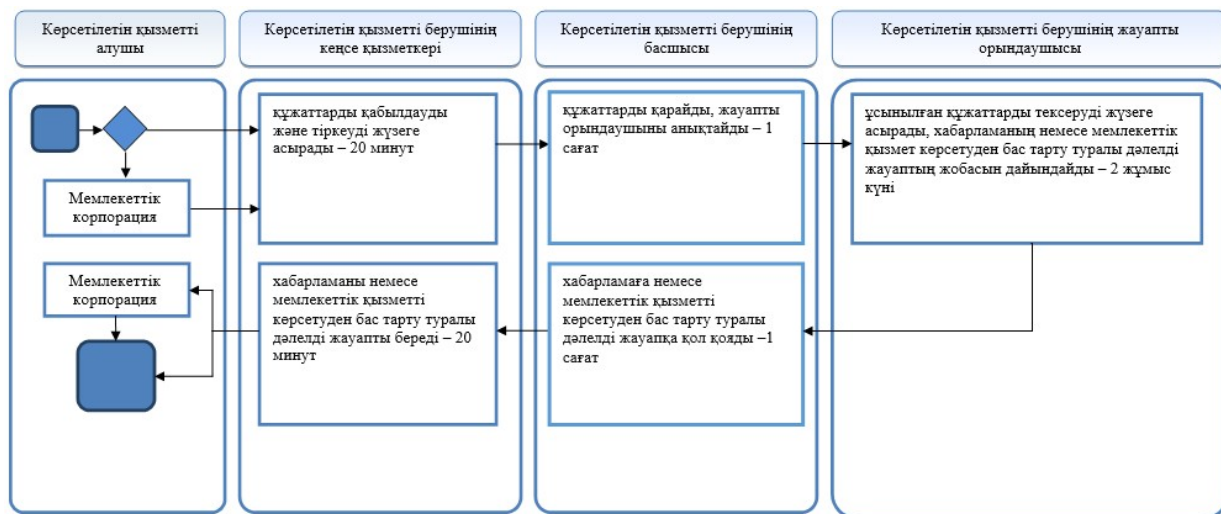 Көрсетілетін қызметті
алушы
Көрсетілетін қызметті берушінің
кеңсе қызметкері
Көрсетілетін қызметті берушінің
басшысы
Көрсетілетін қызметті берушінің жауапты
орындаушысы
құжаттарды қабылдауды
және тіркеуді жүзеге
асырады – 20 минут
құжаттарды қарайды, жауапты
орындаушыны анықтайды – 1
сағат
ұсынылған құжаттарды тексеруді жүзеге
асырады, хабарламаның немесе мемлекеттік
қызмет көрсетуден бас тарту туралы дәлелді
жауаптың жобасын дайындайды – 2 жұмыс
күні
Мемлекеттік
корпорация
Мемлекеттік
корпорация
хабарламаны немесе
мемлекеттік қызметті
көрсетуден бас тарту туралы
дәлелді жауапты береді – 20
минут
хабарламаға немесе
мемлекеттік қызметті
көрсетуден бас тарту туралы
дәлелді жауапқа қол қояды –1
сағат